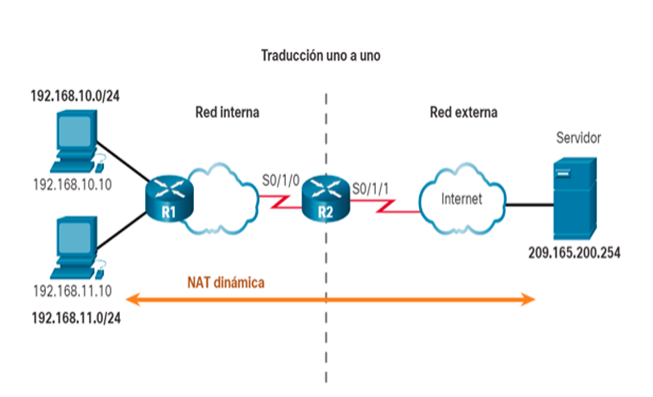 Traducción uno a uno
192.168.10.0/24
Red interna
Red externa
Servidor
192.168.10.10
S0/1/0
S0/1/1
R1
R2
Internet
209.165.200.254
NAT dinámica
192.168.11.10
192.168.11.0/24